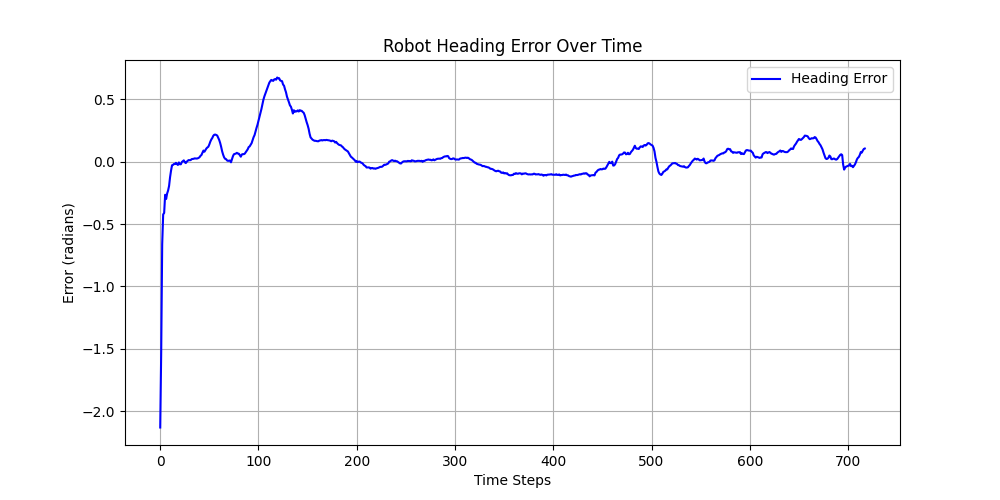 Robot Heading Error Over Time
Heading Error
Error (radians)
0.5
0.0
−0.5
−1.0
−1.5
−2.0
0 100 200 300 400 500 600 700
Time Steps